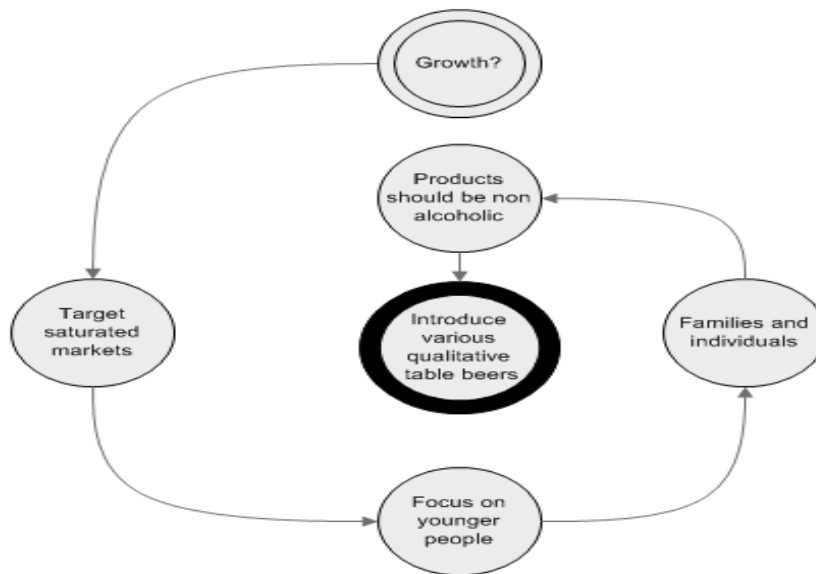 Growth?
Products
should be non
alcoholic
Target
saturated
markets
Introduce
various
qualitative
table beers
Families and
individuals
Focus on
younger
people